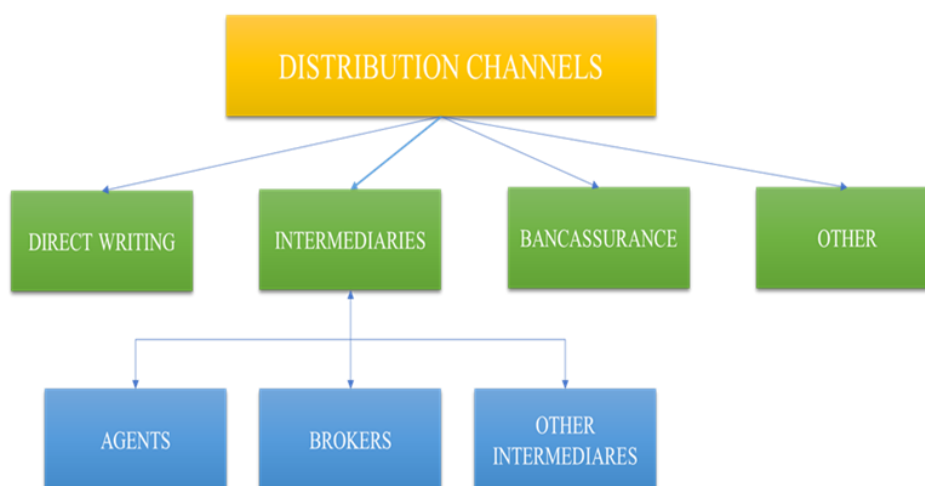 DISTRIBUTION CHANNELS
DIRECT WRITING
INTERMEDIARIES
BANCASSURANCE
OTHER
AGENTS
BROKERS
OTHER
INTERMEDIARES